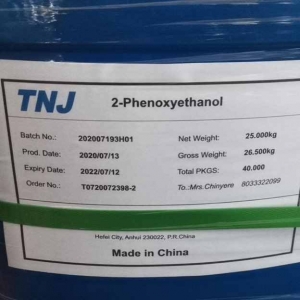 TNJ 2-Phenoxyethanol
Batch No.: 202007193H01 Net Weight: 25.000kg
Prod. Date: 2020/07/13 Gross Weight: 26.500kg
Expiry Date: 2022/07/12 Total PKGS: 40.000
Order No.: T0720072398-2 To.:Mrs.Chinyere 8033322099
Hefei City, Anhui 230022, P.R.China
Made in China